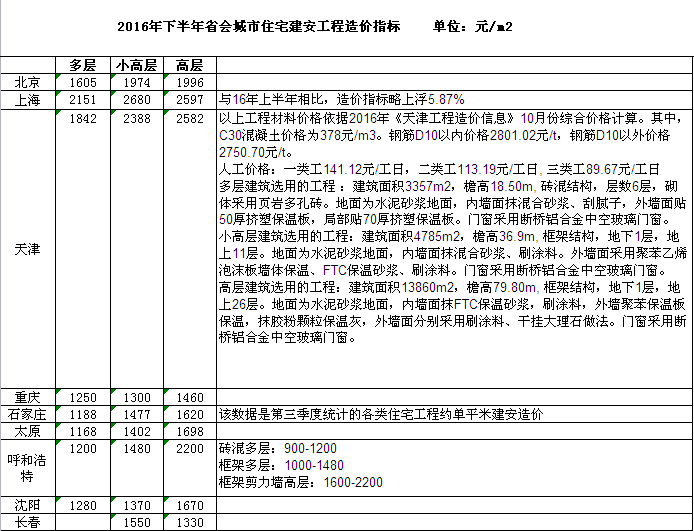 2016年下半年省会城市住宅建安工程造价指标 单位：元/m2
多层 小高层 高层
北京 1605 1974 1996
上海 2151 2680 2597 与16年上半年相比，造价指标略上浮5.87%
天津 1842 2388 2582 以上工程材料价格依据2016年《天津工程造价信息》10月份综合价格计算。其中，
C30混凝土价格为378元/m3。钢筋D10以内价格2801.02元/t，钢筋D10以外价格
2750.70元/t。
人工价格：一类工141.12元/工日，二类工113.19元/工日, 三类工89.67元/工日
多层建筑选用的工程 ：建筑面积3357m2，檐高18.50m, 砖混结构，层数6层，砌
体采用页岩多孔砖。地面为水泥砂浆地面，内墙面抹混合砂浆、刮腻子，外墙面贴
50厚挤塑保温板，局部贴70厚挤塑保温板。门窗采用断桥铝合金中空玻璃门窗。
小高层建筑选用的工程：建筑面积4785m2，檐高36.9m, 框架结构，地下1层，地
上11层。地面为水泥砂浆地面，内墙面抹混合砂浆、刷涂料。外墙面采用聚苯乙烯
泡沫板墙体保温、FTC保温砂浆、刷涂料。门窗采用断桥铝合金中空玻璃门窗。
高层建筑选用的工程：建筑面积13860m2，檐高79.80m, 框架结构，地下1层，地
上26层。地面为水泥砂浆地面，内墙面抹FTC保温砂浆，刷涂料，外墙聚苯保温板
保温，抹胶粉颗粒保温灰，外墙面分别采用刷涂料、干挂大理石做法。门窗采用断
桥铝合金中空玻璃门窗。
重庆 1250 1300 1460
石家庄 1188 1477 1620 该数据是第三季度统计的各类住宅工程约单平米建安造价
太原 1168 1402 1698
呼和浩特 1200 1480 2200 砖混多层：900-1200
框架多层：1000-1480
框架剪力墙高层：1600-2200
沈阳 1280 1370 1670
长春 1550 1330